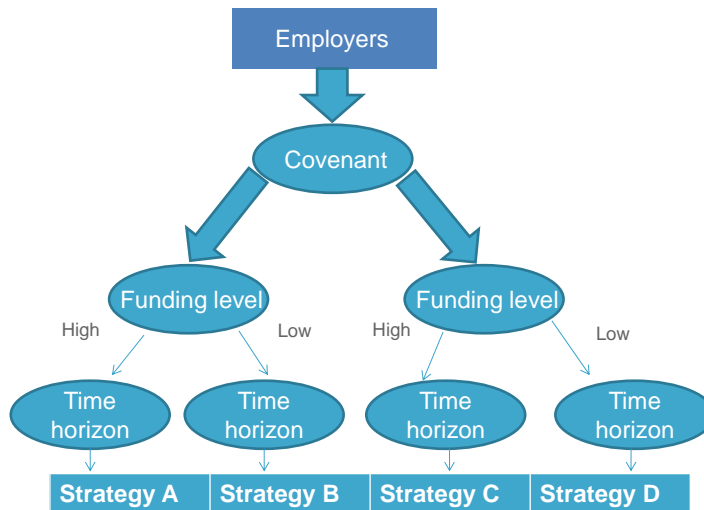 Employers
Covenant
Funding level
Funding level
High
Low
High
Low
Time
horizon
Time
horizon
Time
horizon
Time
horizon
Strategy A
Strategy B
Strategy C
Strategy D